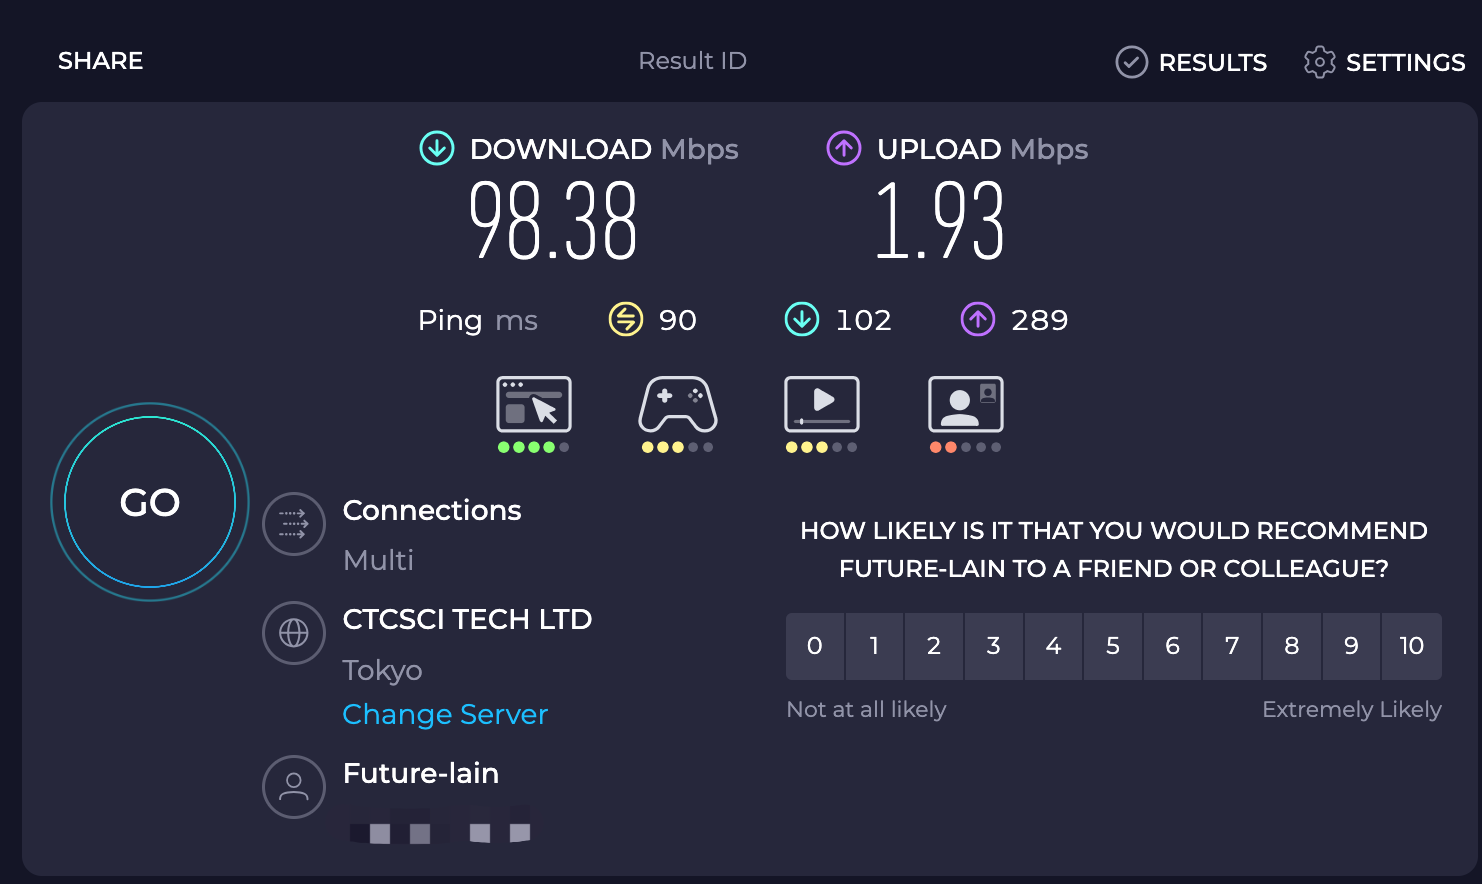 SHARE
Result ID
RESULTS
SETTINGS
DOWNLOAD Mbps
98.38
UPLOAD Mbps
1.93
Ping ms
90
102
289
GO
Connections
Multi
CTCSCI TECH LTD
Tokyo
Change Server
Future-lain
HOW LIKELY IS IT THAT YOU WOULD RECOMMEND
FUTURE-LAIN TO A FRIEND OR COLLEAGUE?
0 1 2 3 4 5 6 7 8 9 10
Not at all likely
Extremely Likely